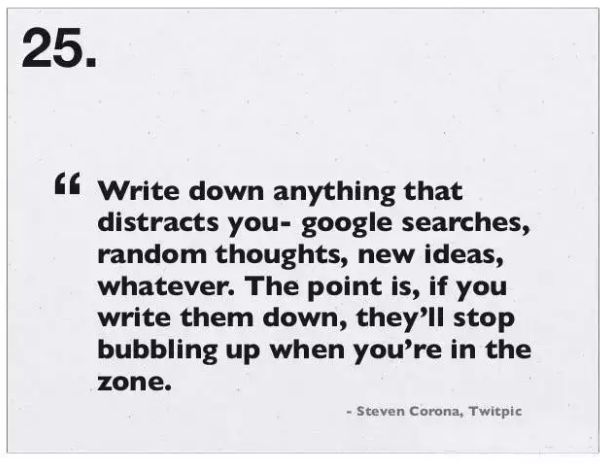 25.
“ Write down anything that
distracts you- google searches,
random thoughts, new ideas,
whatever. The point is, if you
write them down, they’ll stop
bubbling up when you’re in the
zone.
- Steven Corona, Twitpic